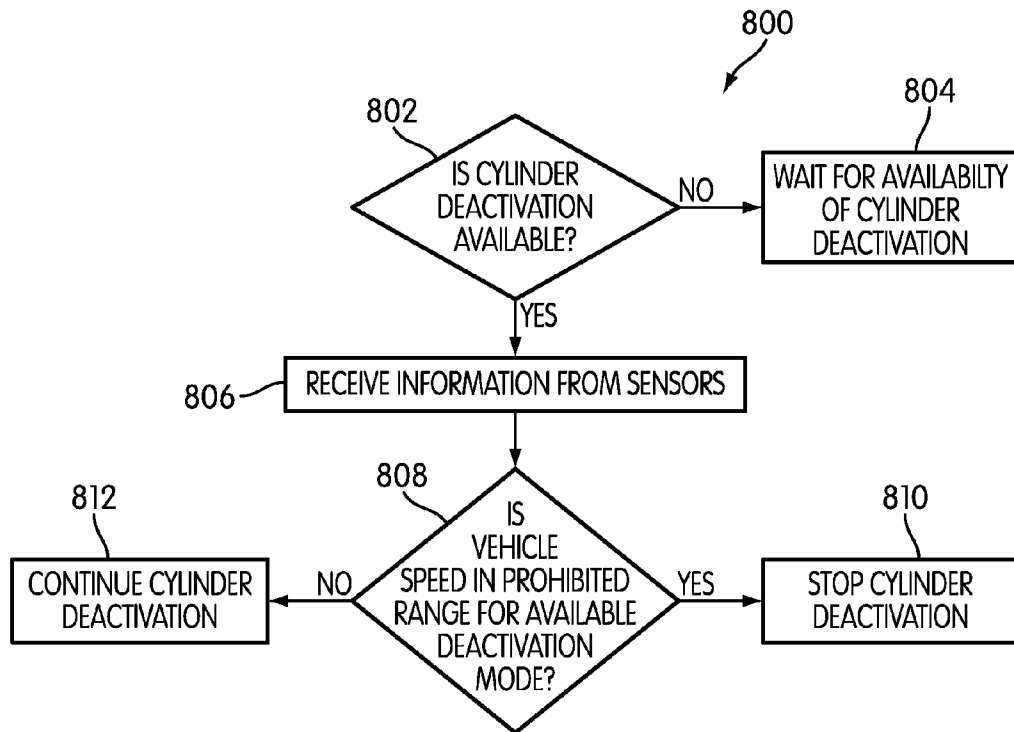 800
802
804
IS CYLINDER
DEACTIVATION
AVAILABLE?
NO
WAIT FOR AVAILABILTY
OF CYLINDER
DEACTIVATION
YES
806
RECEIVE INFORMATION FROM SENSORS
808
812
810
IS
VEHICLE
SPEED IN PROHIBITED
RANGE FOR AVAILABLE
DEACTIVATION
MODE?
NO
CONTINUE CYLINDER
DEACTIVATION
YES
STOP CYLINDER
DEACTIVATION